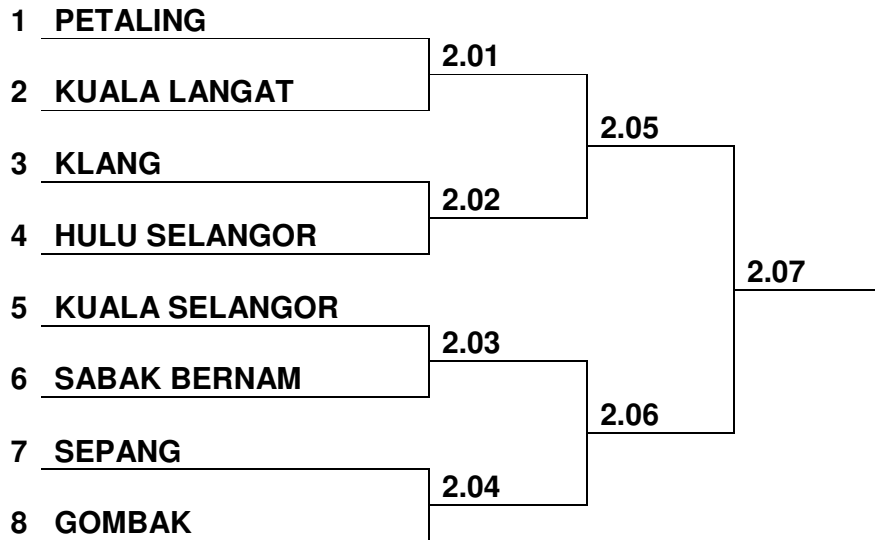 1 PETALING
2.01
2 KUALA LANGAT
2.05
3 KLANG
2.02
4 HULU SELANGOR
2.07
5 KUALA SELANGOR
2.03
6 SABAK BERNAM
2.06
7 SEPANG
2.04
8 GOMBAK